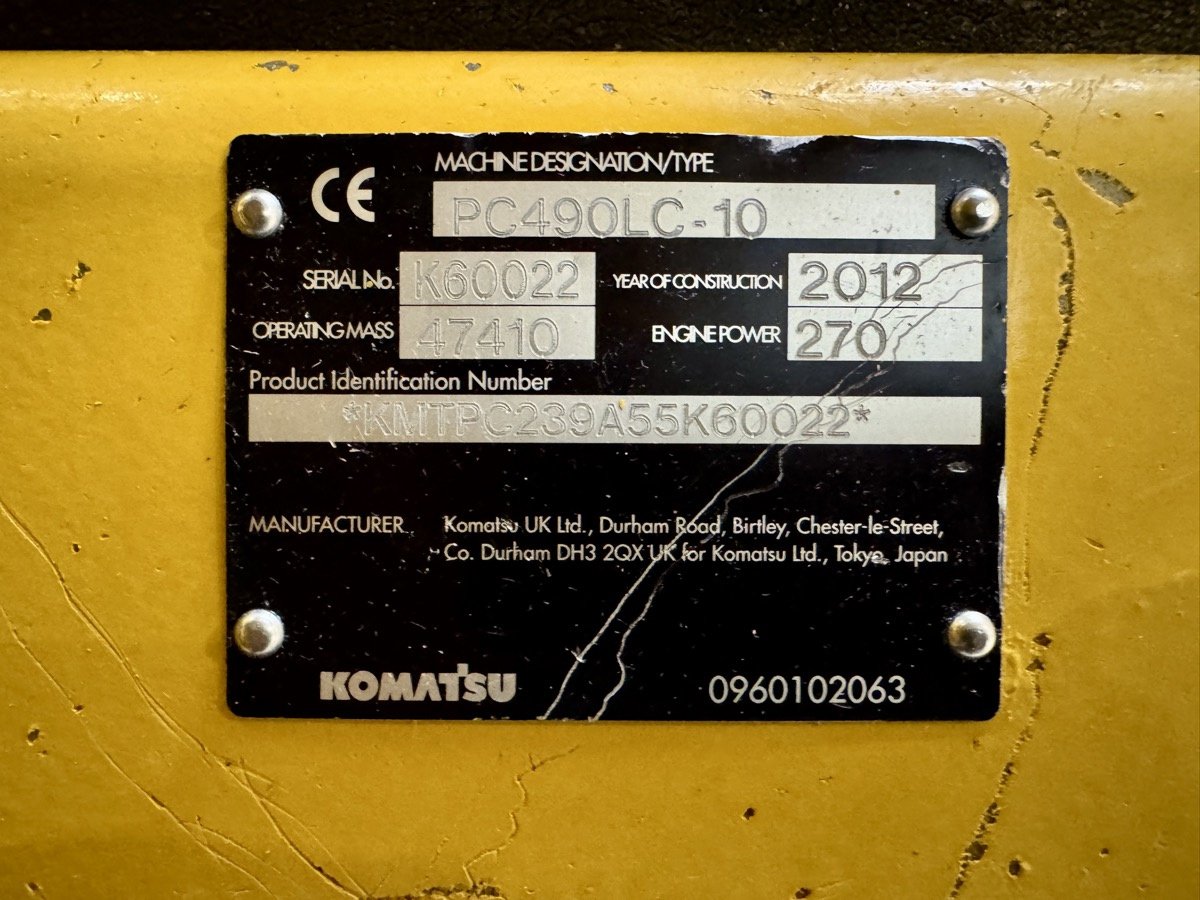 CE
MACHINE DESIGNATION/TYPE
PC490LC-10
SERIAL No. K60022 YEAR OF CONSTRUCTION 2012
OPERATING MASS 47410 ENGINE POWER 270
Product Identification Number
*KMTPC239A55K60022*
MANUFACTURER Komatsu UK Ltd., Durham Road, Birtley, Chester-le-Street,
Co. Durham DH3 2QX UK for Komatsu Ltd., Tokyo, Japan
KOMATSU 0960102063